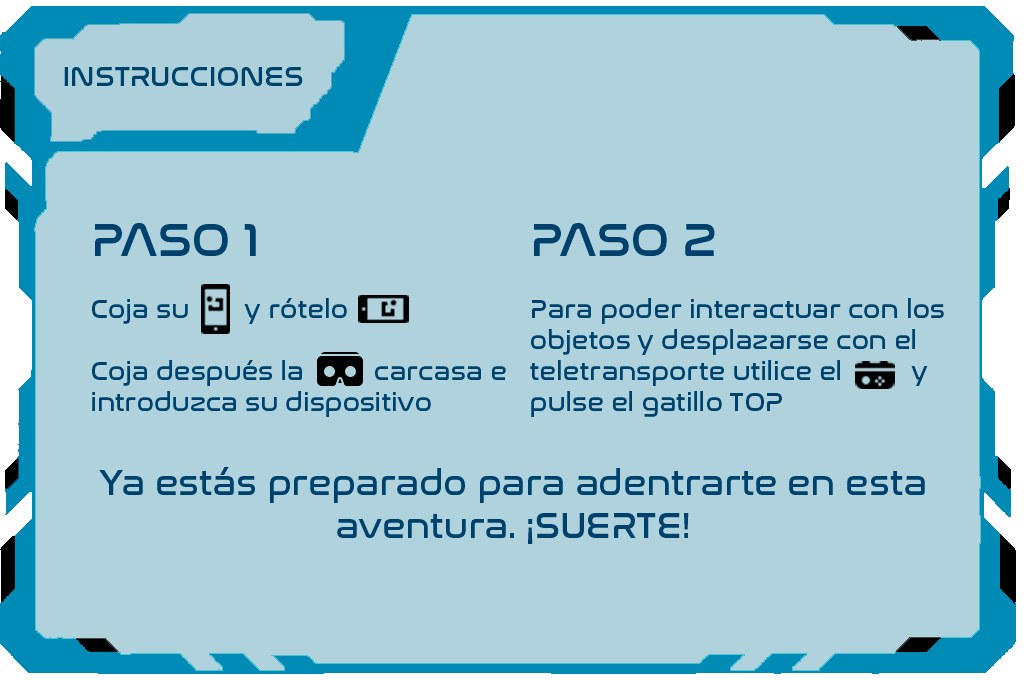 INSTRUCCIONES
PASO 1
Coja su y rótelo
Coja después la carcasa e
introduzca su dispositivo
PASO 2
Para poder interactuar con los
objetos y desplazarse con el
teletransporte utilice el y
pulse el gatillo TOP
Ya estás preparado para adentrarte en esta
aventura. ¡SUERTE!